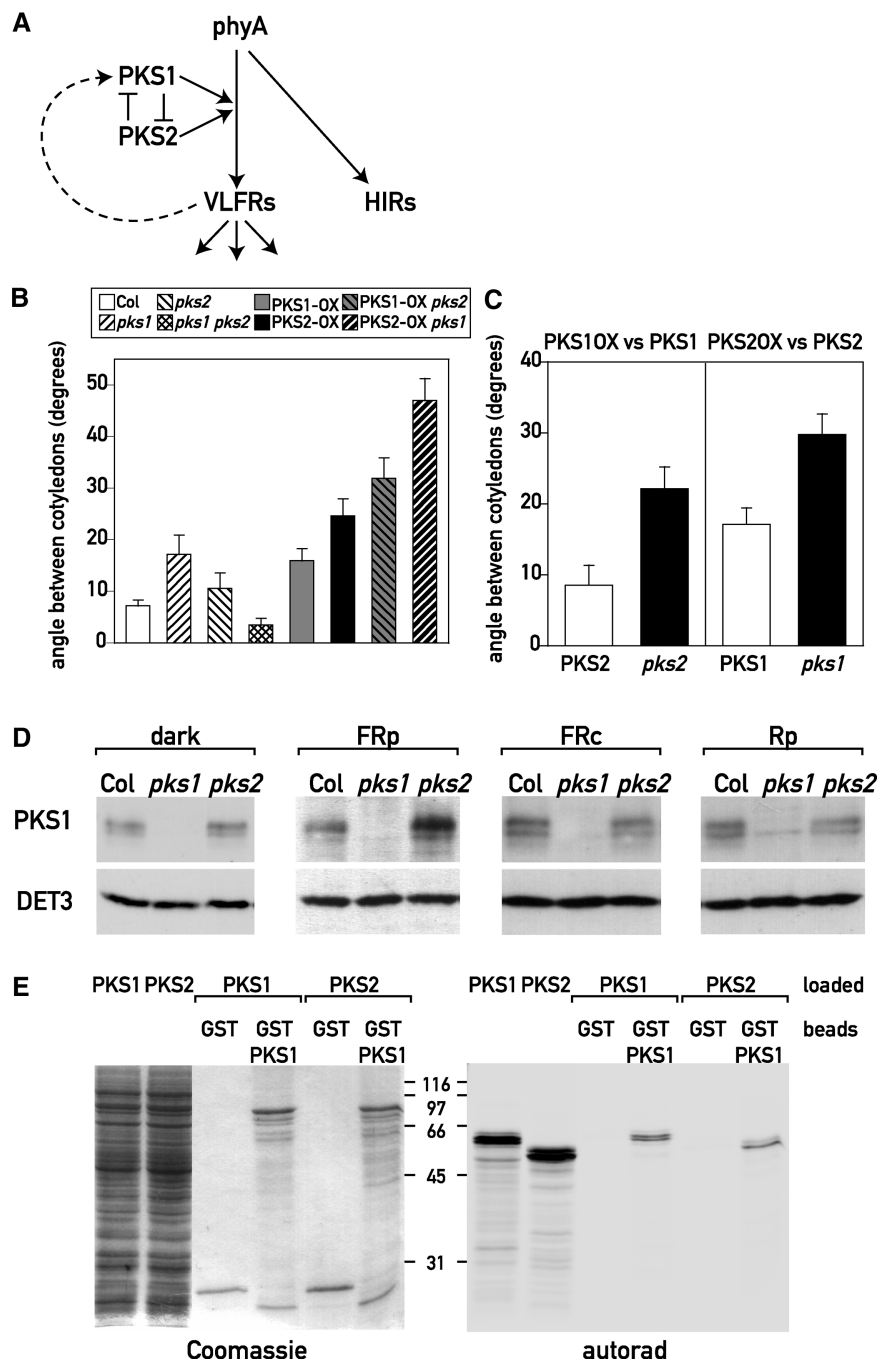 A
phyA
PKS1
PKS2
VLFRs
HIRs
B
Col
pks2
PKS1-OX
PKS1-OX pks2
pks1
pks1 pks2
PKS2-OX
PKS2-OX pks1
angle between cotyledons (degrees)
50
40
30
20
10
0
C
PKS1OX vs PKS1
PKS2OX vs PKS2
angle between cotyledons (degrees)
40
30
20
10
0
PKS2
pks2
PKS1
pks1
D
dark
FRp
FRc
Rp
Col pks1 pks2
Col pks1 pks2
Col pks1 pks2
Col pks1 pks2
PKS1
DET3
E
PKS1 PKS2 PKS1 PKS2
PKS1 PKS2 PKS1 PKS2 loaded
GST GST GST GST
PKS1 PKS1
GST GST GST GST beads
PKS1 PKS1
116
97
66
45
31
Coomassie
autorad